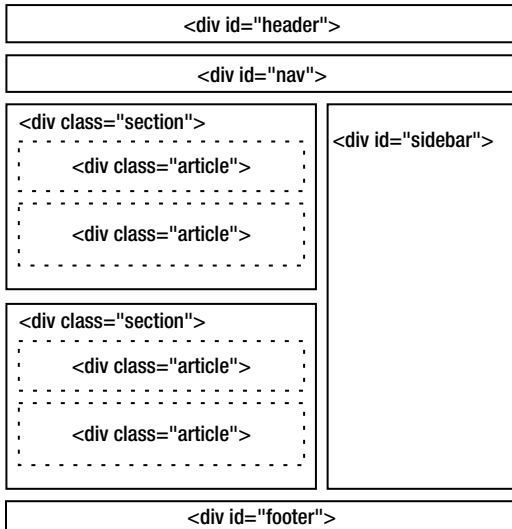 <div id="header">
<div id="nav">
<div class="section">
<div class="article">
<div class="article">
<div id="sidebar">
<div class="section">
<div class="article">
<div class="article">
<div id="footer">